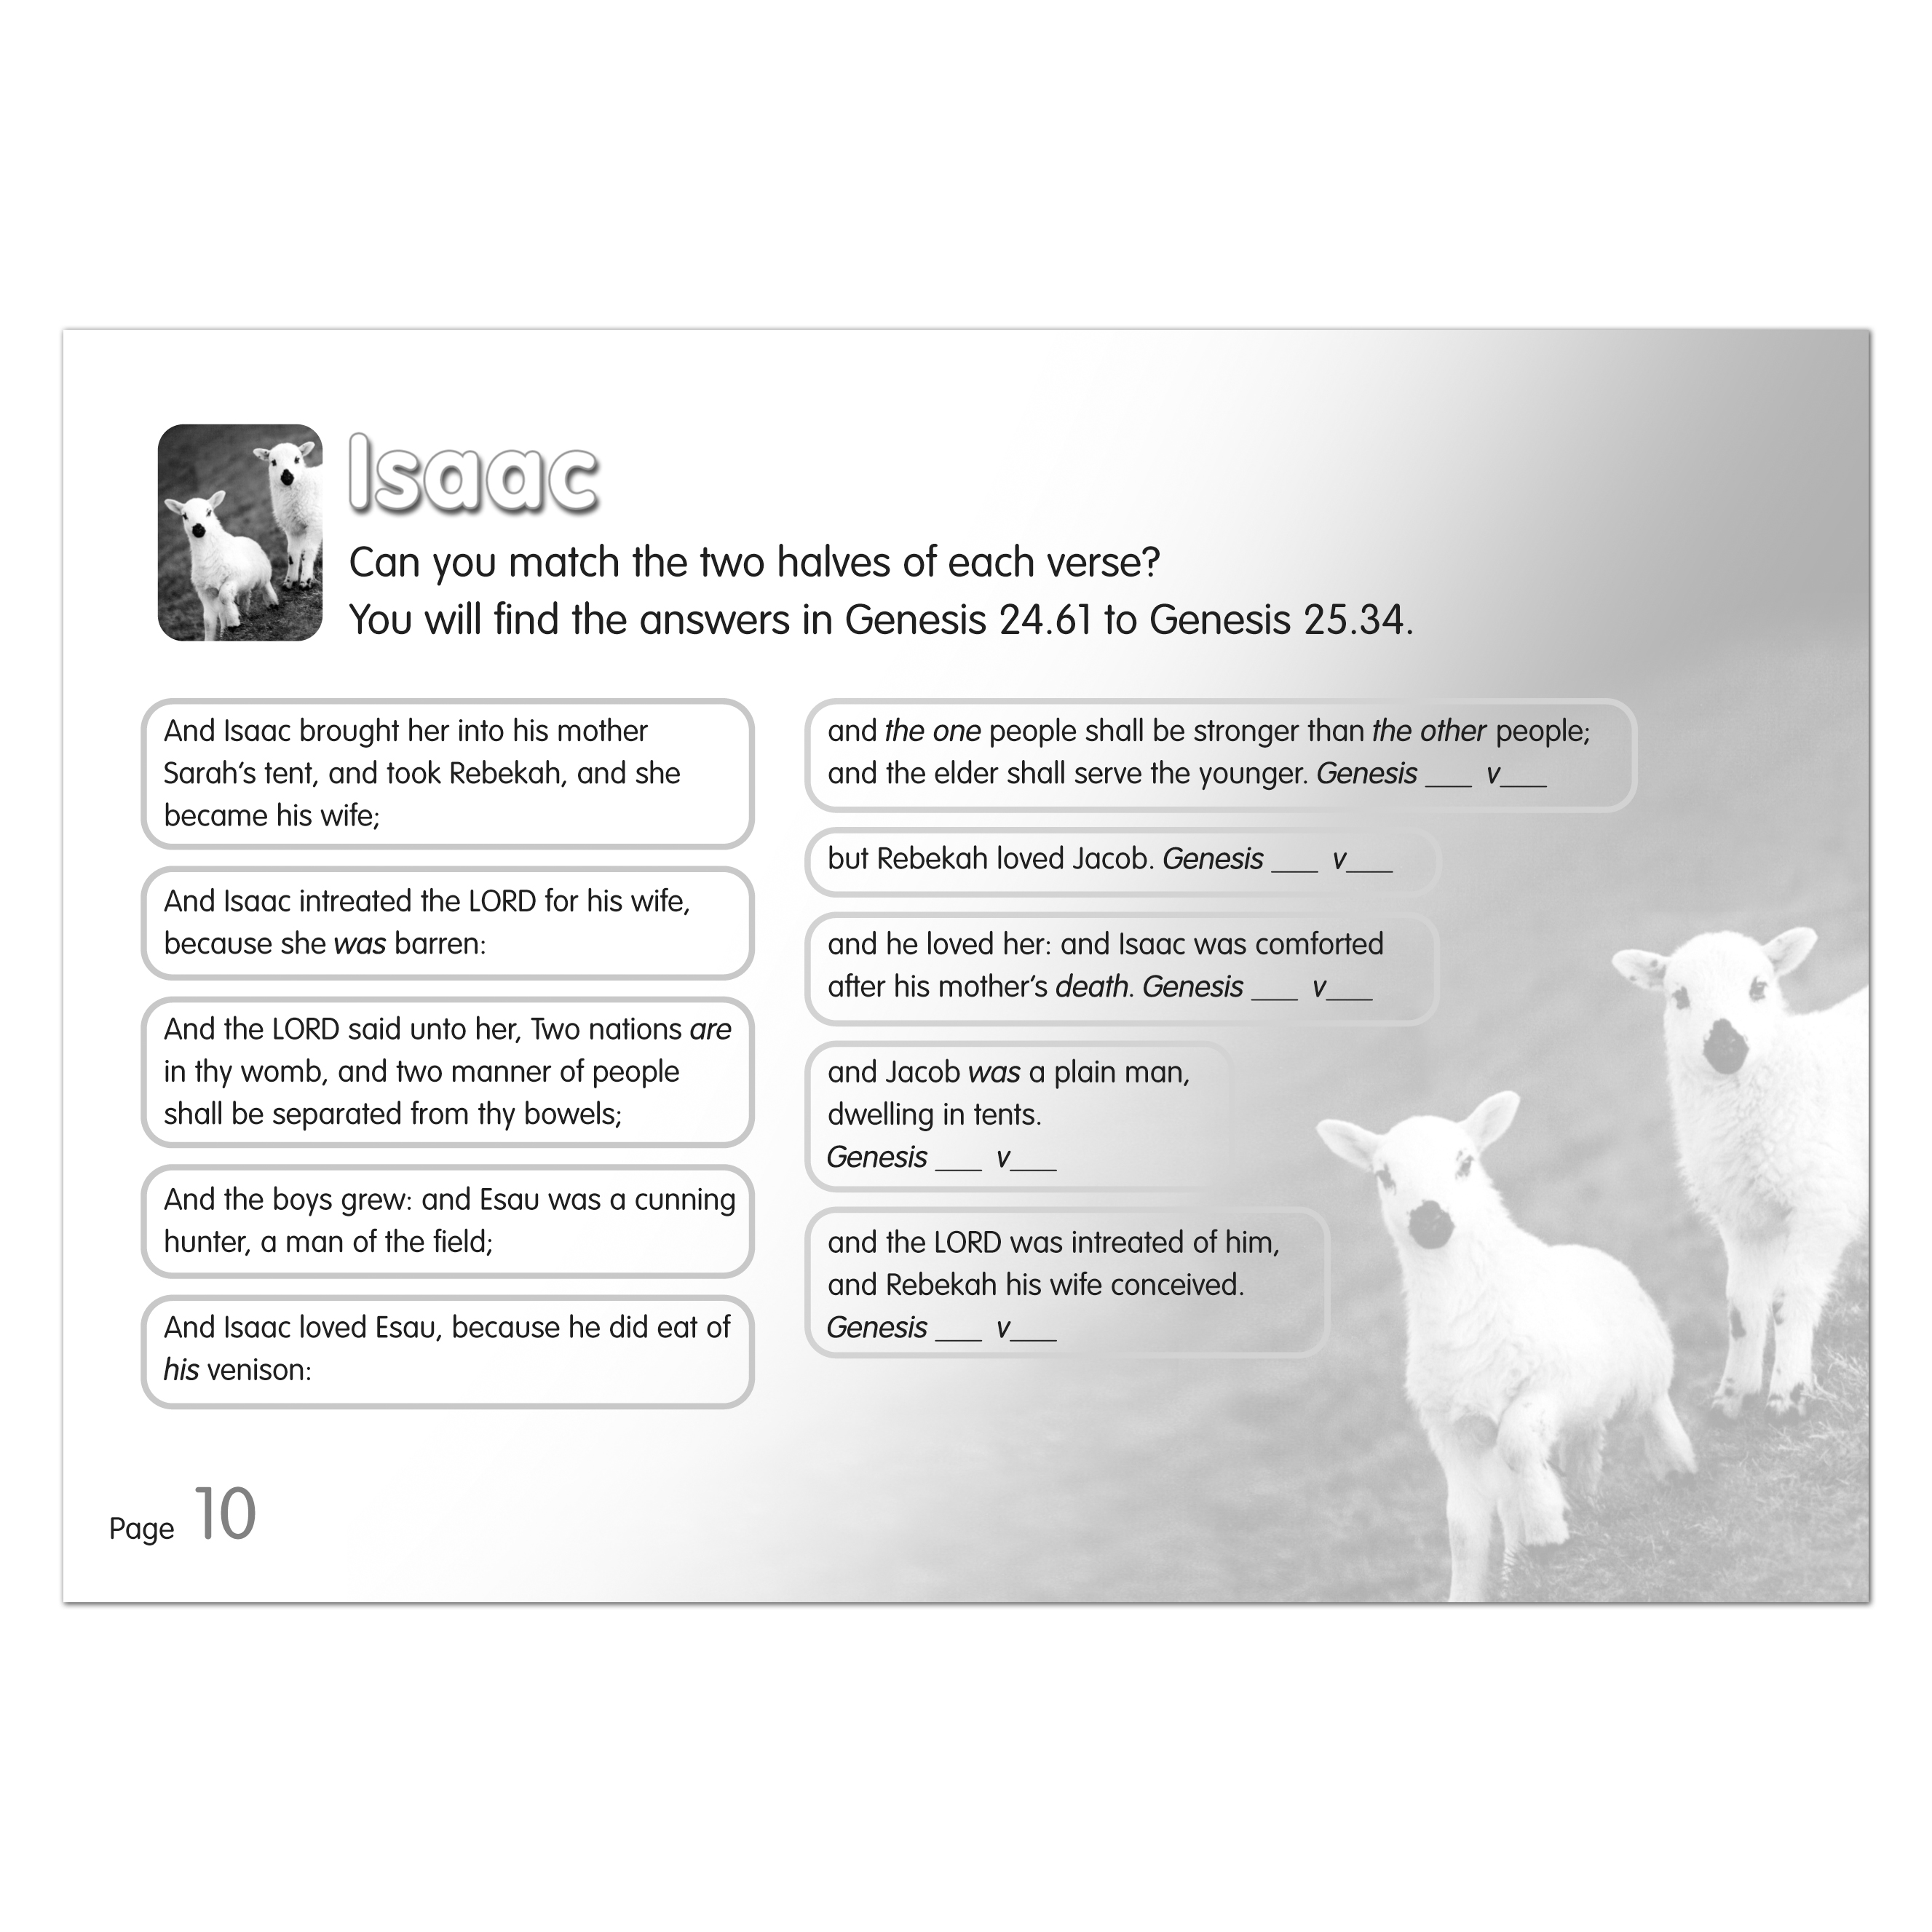 Isaac
Can you match the two halves of each verse?
You will find the answers in Genesis 24.61 to Genesis 25.34.
And Isaac brought her into his mother
Sarah’s tent, and took Rebekah, and she
became his wife;
And Isaac intreated the LORD for his wife,
because she was barren:
And the LORD said unto her, Two nations are
in thy womb, and two manner of people
shall be separated from thy bowels;
And the boys grew: and Esau was a cunning
hunter, a man of the field;
And Isaac loved Esau, because he did eat of
his venison:
and the one people shall be stronger than the other people;
and the elder shall serve the younger. Genesis ___ v___
but Rebekah loved Jacob. Genesis ___ v___
and he loved her: and Isaac was comforted
after his mother’s death. Genesis ___ v___
and Jacob was a plain man,
dwelling in tents.
Genesis ___ v___
and the LORD was intreated of him,
and Rebekah his wife conceived.
Genesis ___ v___
Page 10